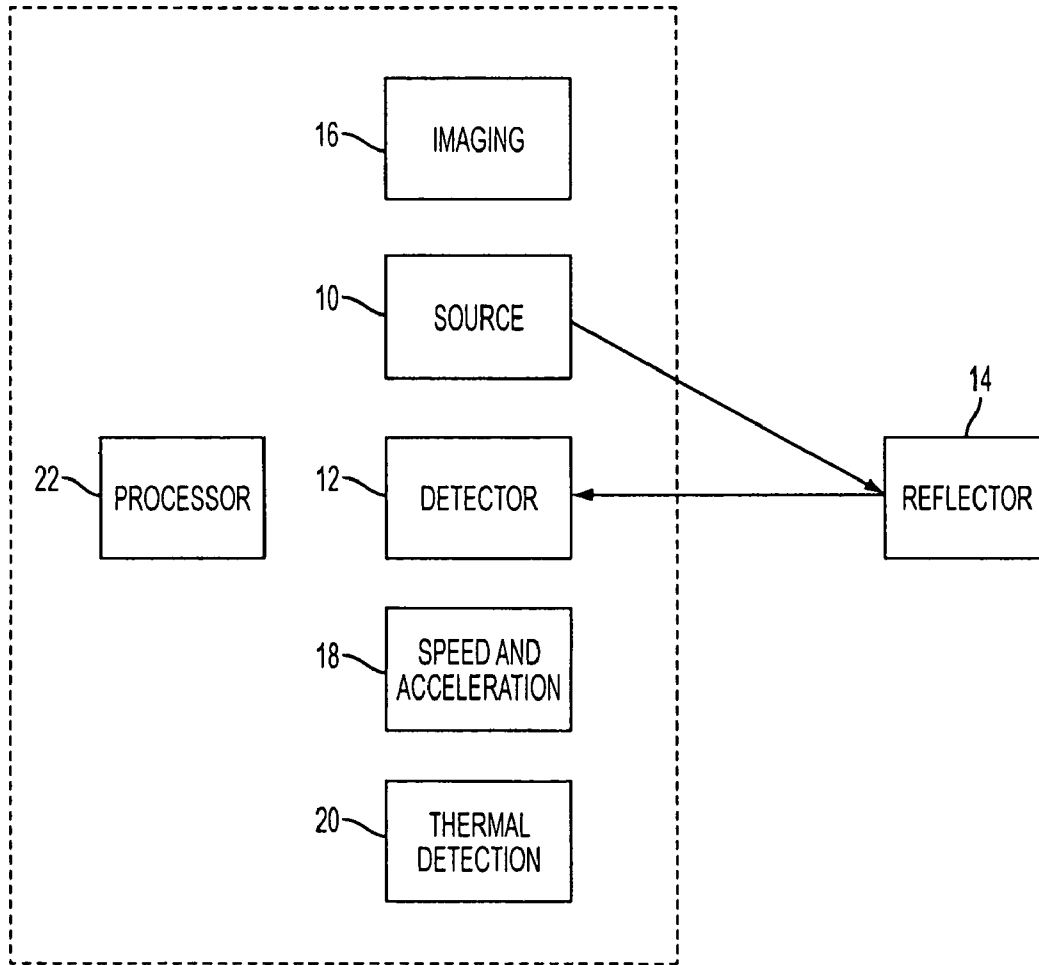 16
IMAGING
10
SOURCE
14
22
PROCESSOR
12
DETECTOR
REFLECTOR
18
SPEED AND
ACCELERATION
20
THERMAL
DETECTION